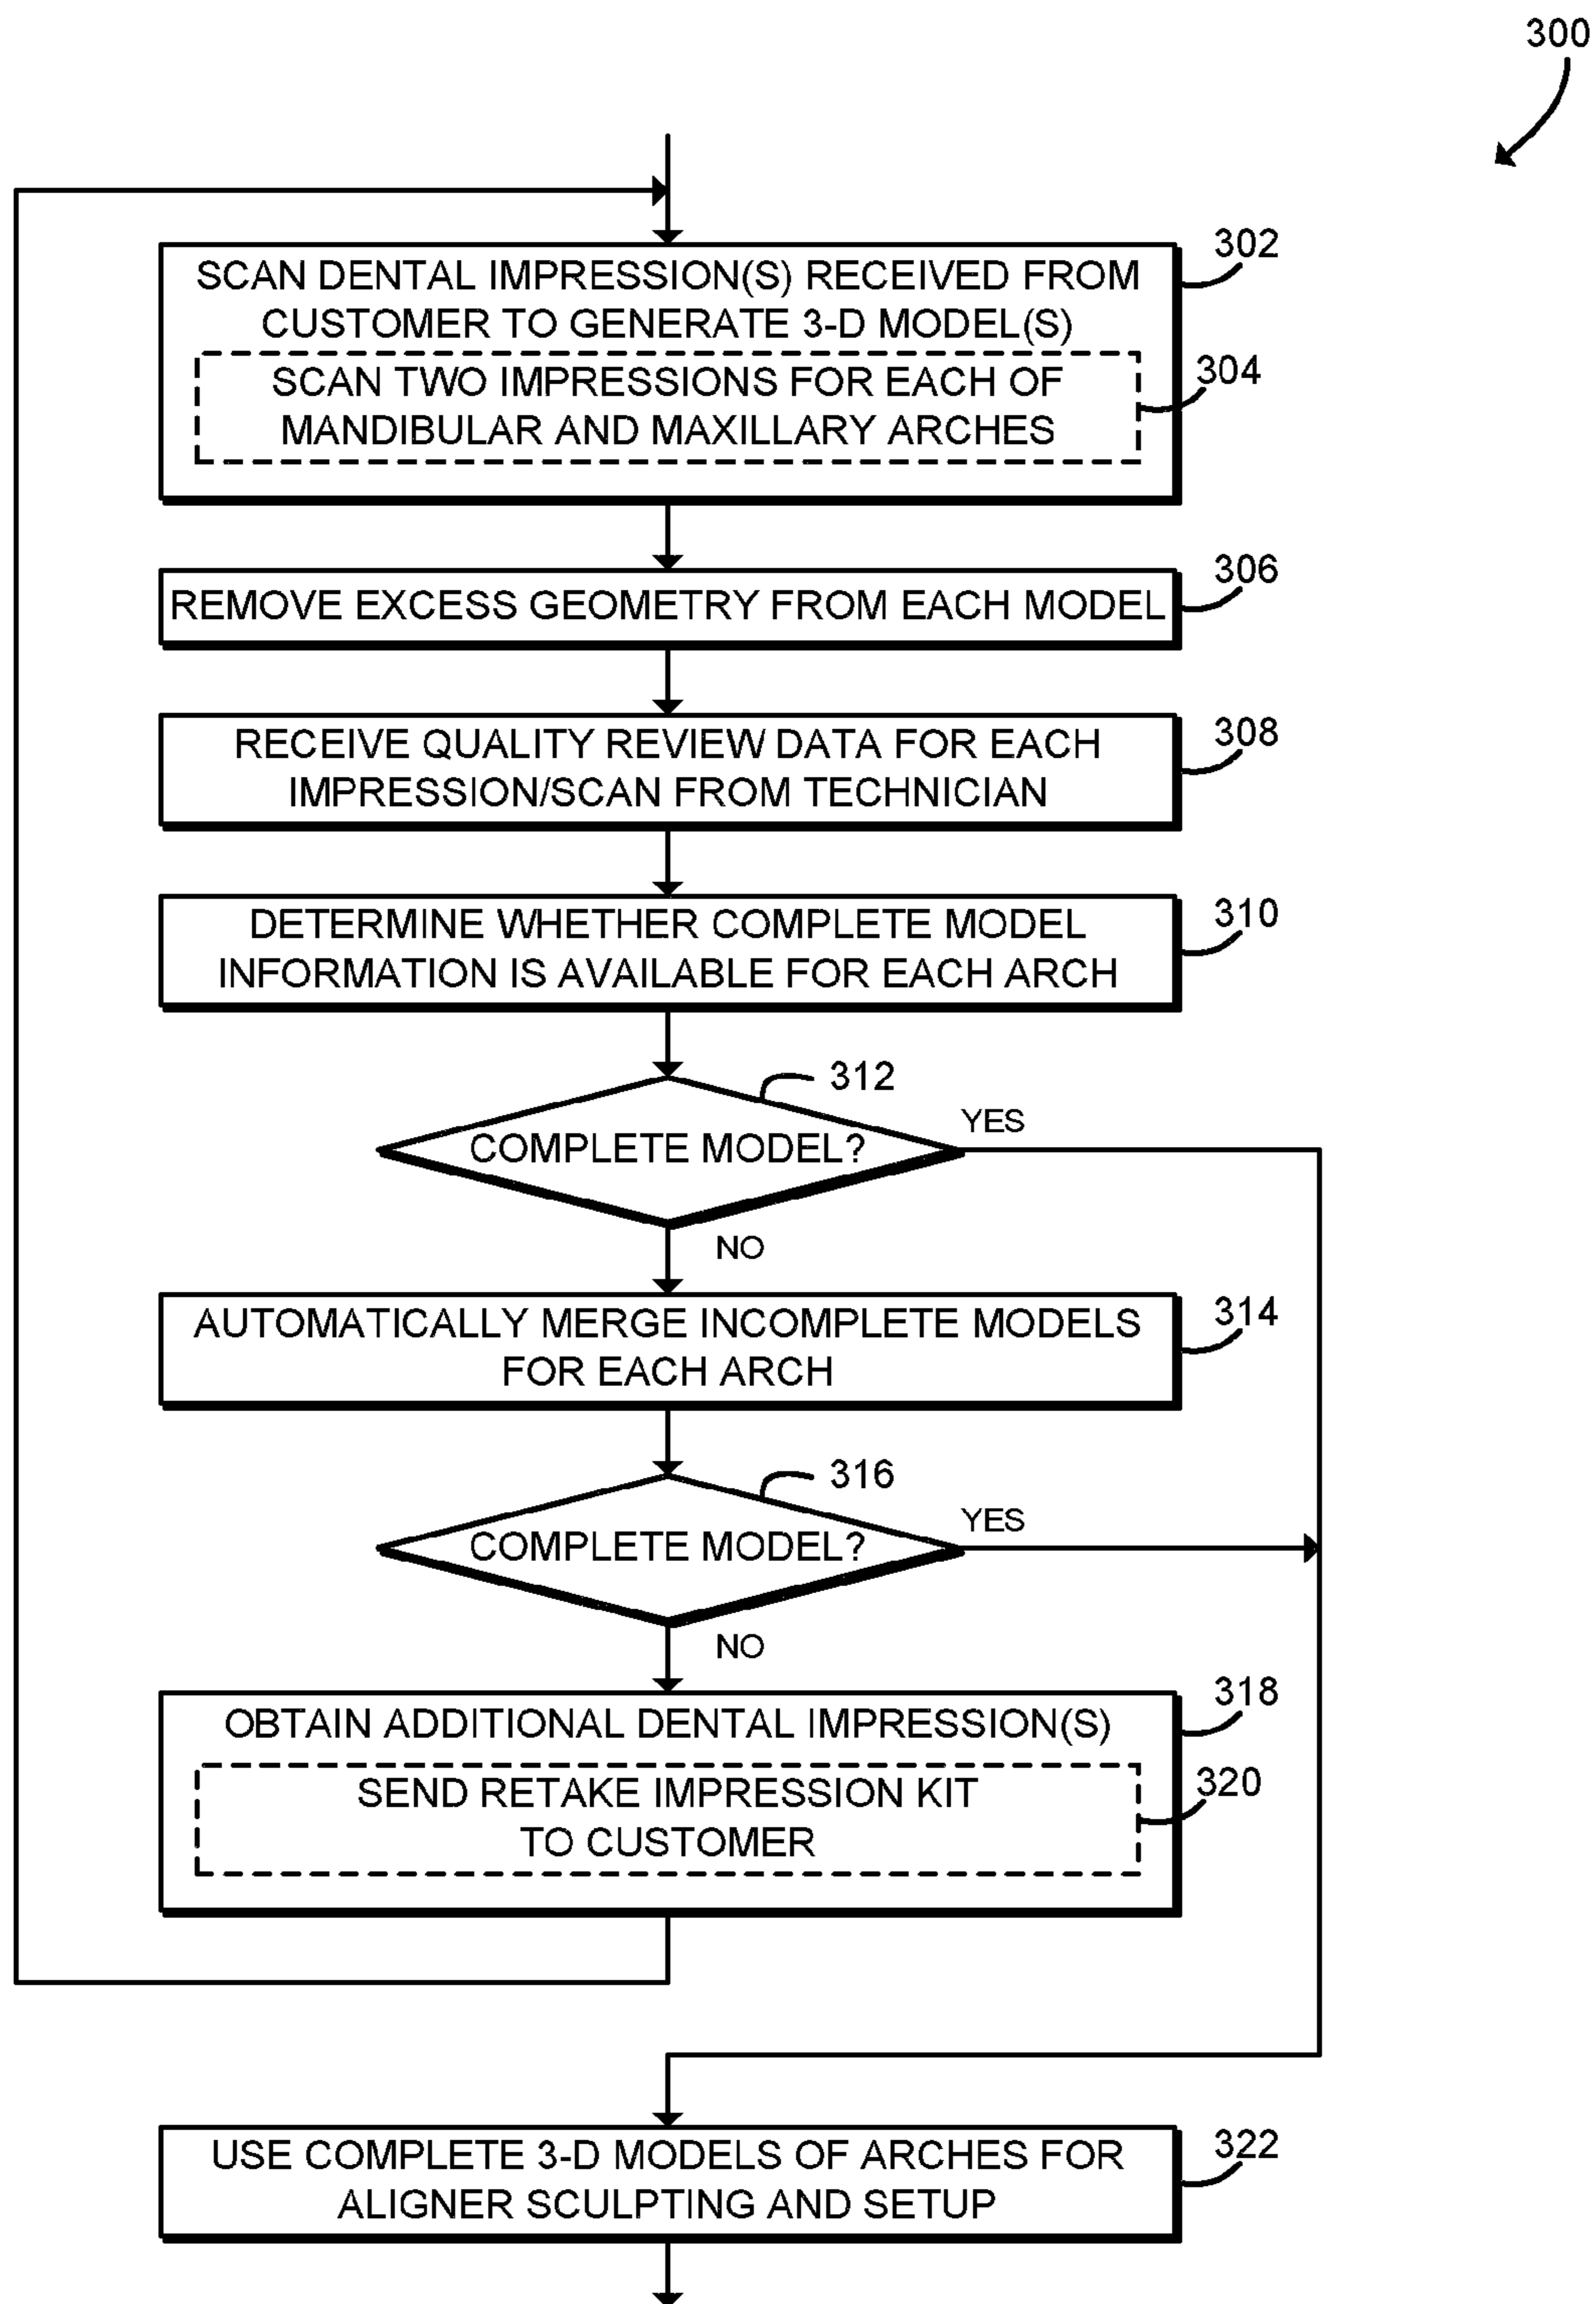 300
302
SCAN DENTAL IMPRESSION(S) RECEIVED FROM
CUSTOMER TO GENERATE 3-D MODEL(S)
304
SCAN TWO IMPRESSIONS FOR EACH OF
MANDIBULAR AND MAXILLARY ARCHES
306
REMOVE EXCESS GEOMETRY FROM EACH MODEL
308
RECEIVE QUALITY REVIEW DATA FOR EACH
IMPRESSION/SCAN FROM TECHNICIAN
310
DETERMINE WHETHER COMPLETE MODEL
INFORMATION IS AVAILABLE FOR EACH ARCH
312
YES
COMPLETE MODEL?
NO
314
AUTOMATICALLY MERGE INCOMPLETE MODELS
FOR EACH ARCH
316
YES
COMPLETE MODEL?
NO
318
OBTAIN ADDITIONAL DENTAL IMPRESSION(S)
320
SEND RETAKE IMPRESSION KIT
TO CUSTOMER
322
USE COMPLETE 3-D MODELS OF ARCHES FOR
ALIGNER SCULPTING AND SETUP